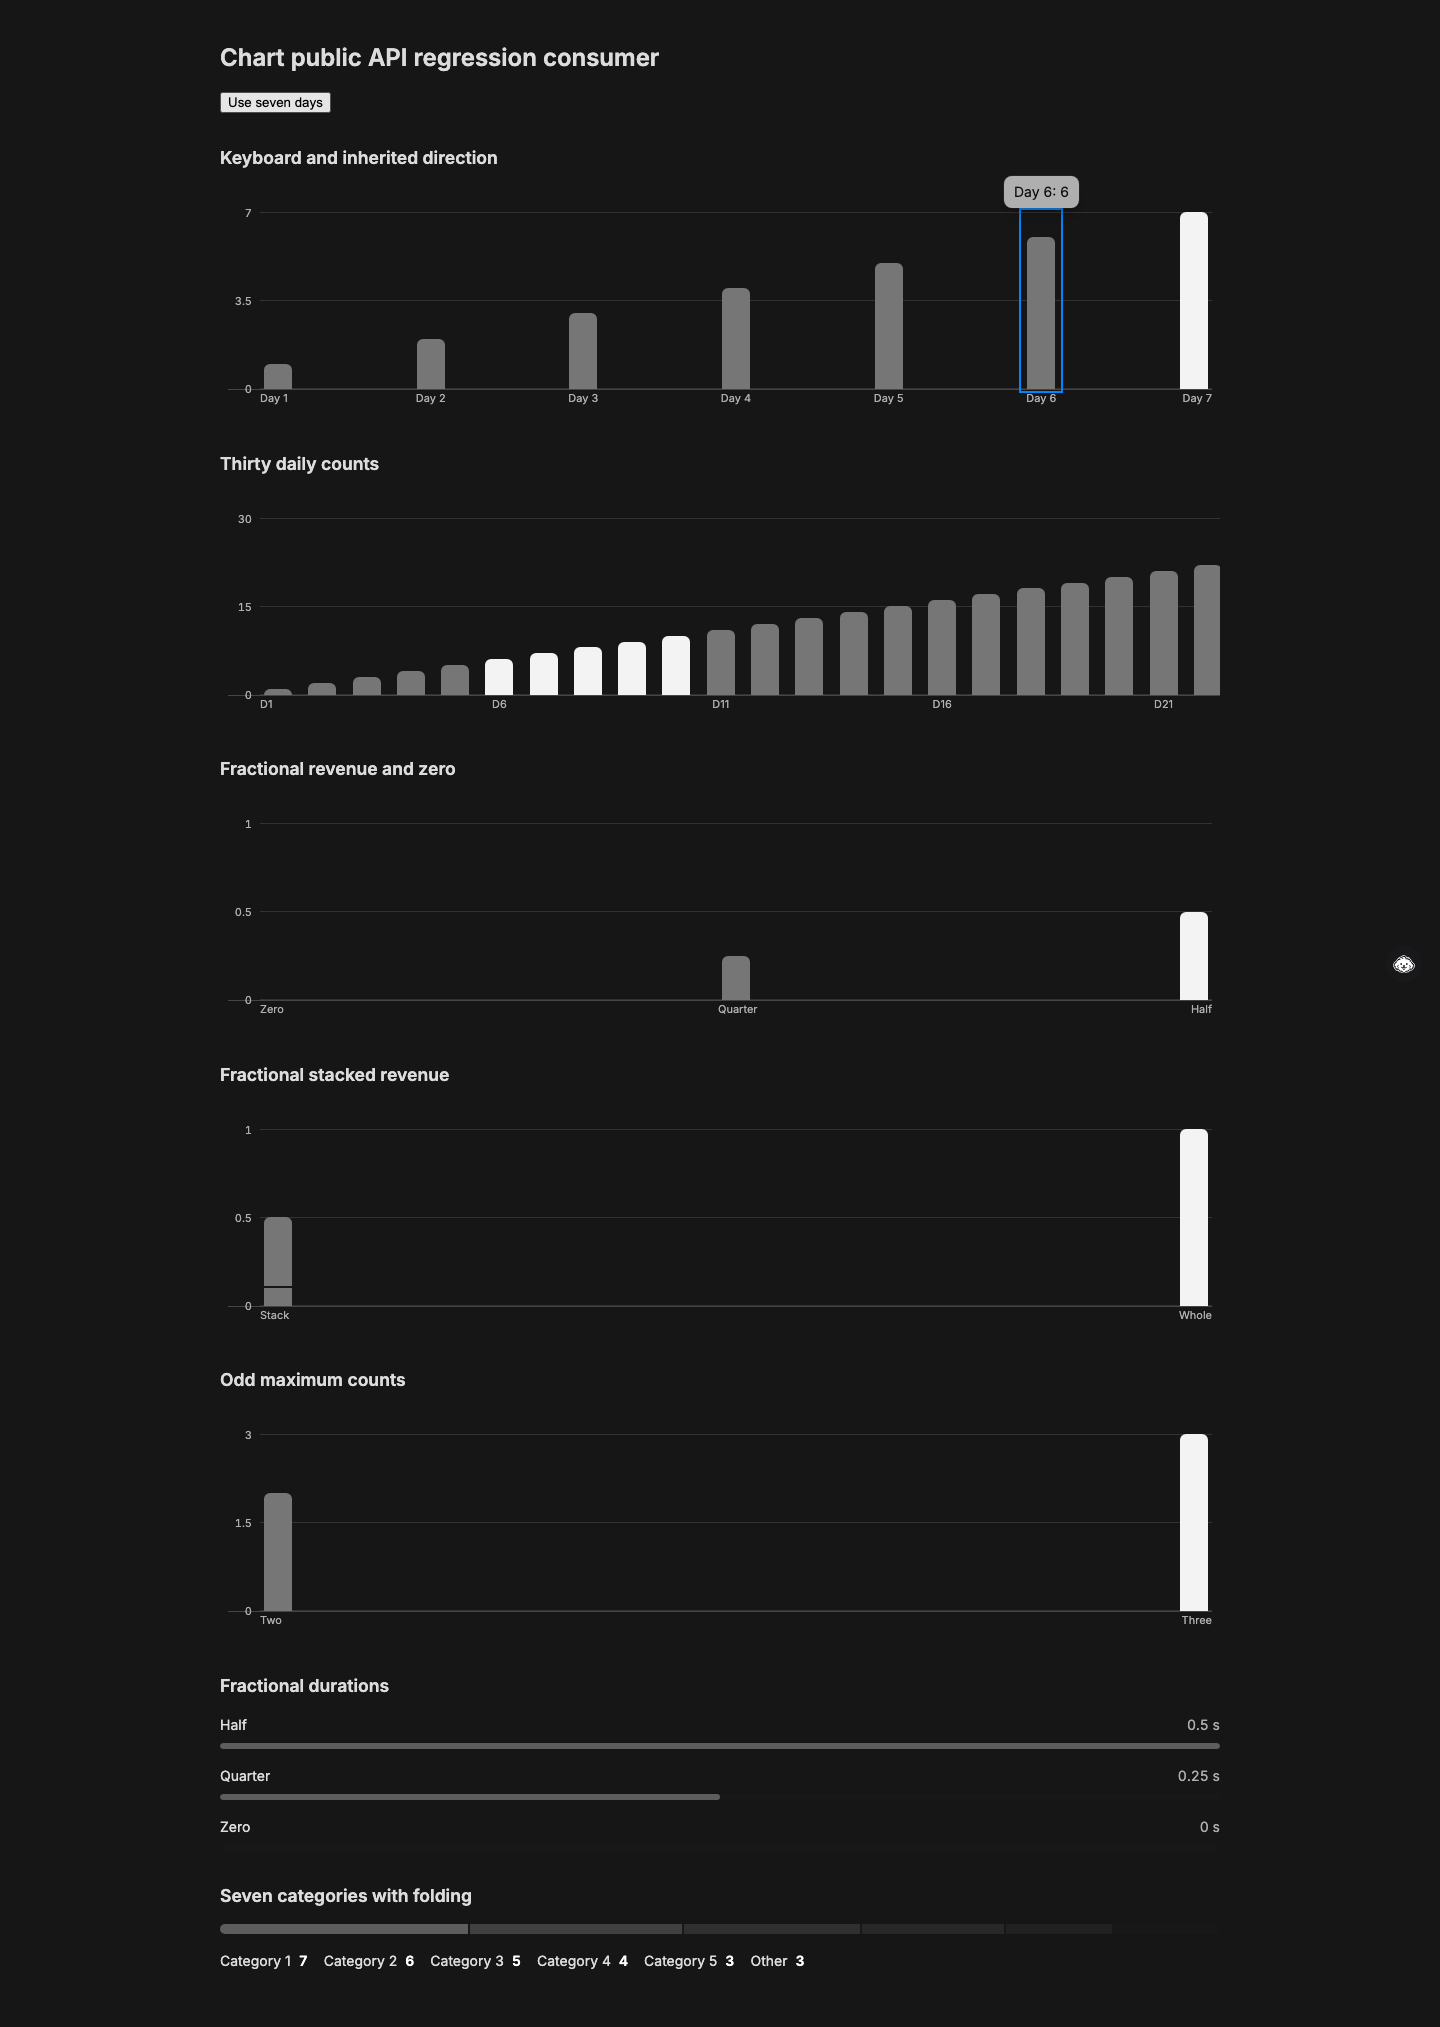 Chart public API regression consumer
Use seven days
Keyboard and inherited direction
Day 6: 6
7
3.5
0
Day 1 Day 2 Day 3 Day 4 Day 5 Day 6 Day 7
Thirty daily counts
30
15
0
D1 D6 D11 D16 D21
Fractional revenue and zero
1
0.5
0
Zero Quarter Half
Fractional stacked revenue
1
0.5
0
Stack Whole
Odd maximum counts
3
1.5
0
Two Three
Fractional durations
Half 0.5 s
Quarter 0.25 s
Zero 0 s
Seven categories with folding
Category 1 7 Category 2 6 Category 3 5 Category 4 4 Category 5 3 Other 3